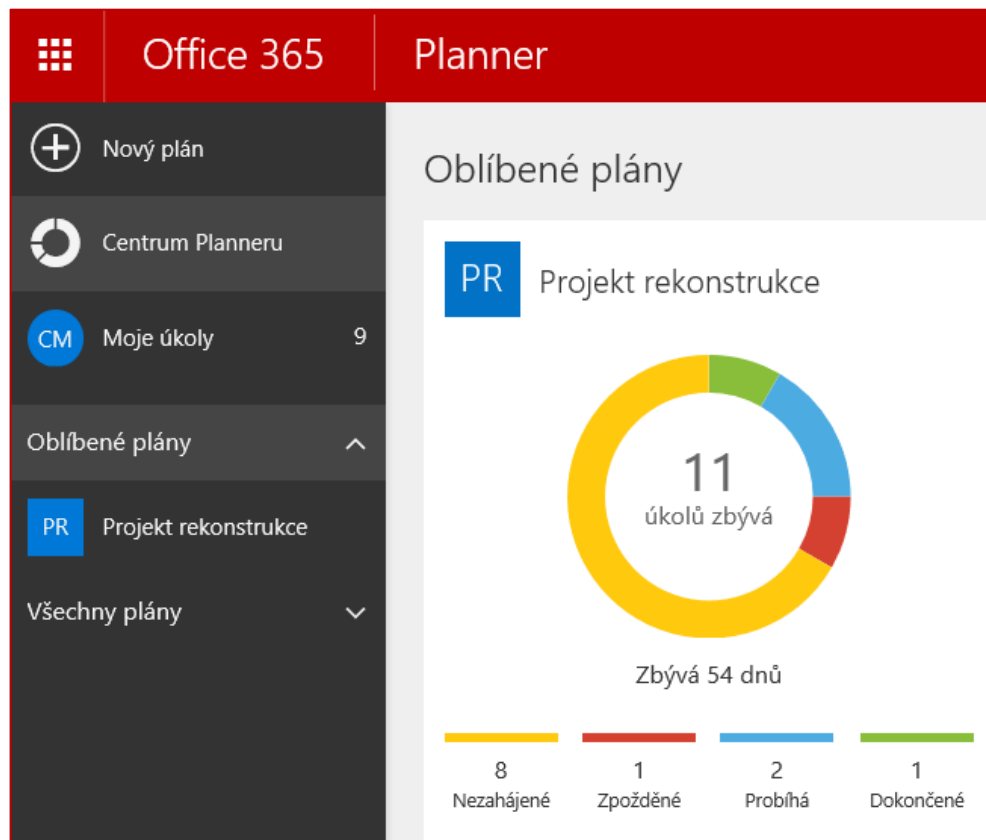 Office 365
Planner
Nový plán
Centrum Planneru
CM Moje úkoly 9
Oblíbené plány
PR Projekt rekonstrukce
Všechny plány
Oblíbené plány
PR Projekt rekonstrukce
11
úkolů zbývá
Zbývá 54 dnů
8 1 2 1
Nezahájené Zpožděné Probíhá Dokončené